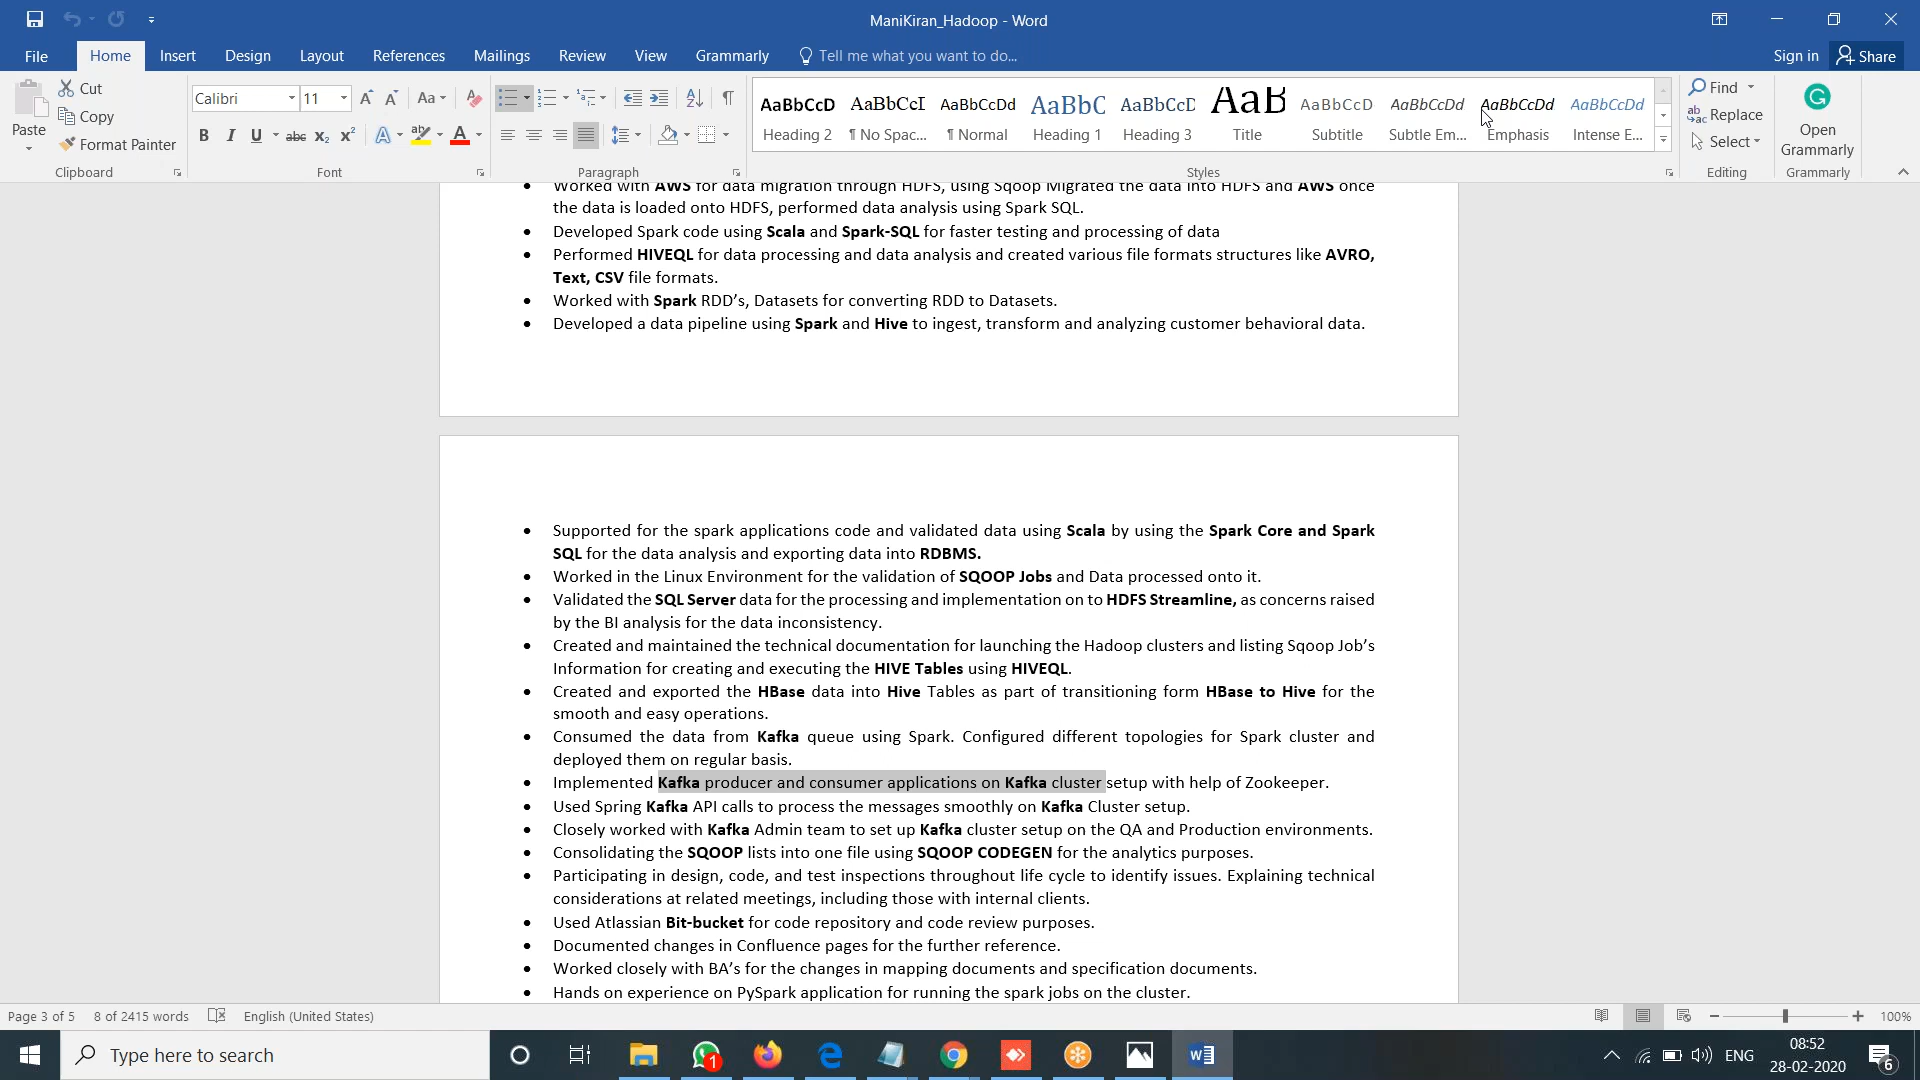 ManiKiran_Hadoop - Word
File Home Insert Design Layout References Mailings Review View Grammarly Tell me what you want to do... Sign in Share
Paste Cut
Copy
Format Painter
Clipboard
Calibri 11 Aa
B I U abc X₂ X² A ab A
Font
Paragraph
AaBbCcD AaBbCcI AaBbCcDd AaBbC AaBbCcD AaB AaBbCcD AaBbCcDd AaBbCcDd AaBbCcDd
Heading 2 ¶ No Spac... ¶ Normal Heading 1 Heading 3 Title Subtitle Subtle Em... Emphasis Intense E...
Styles
Find
Replace
Select
Editing
Open
Grammarly
Grammarly
• Worked with AWS for data migration through HDFS, using Sqoop Migrated the data into HDFS and AWS once
the data is loaded onto HDFS, performed data analysis using Spark SQL.
• Developed Spark code using Scala and Spark-SQL for faster testing and processing of data
• Performed HIVEQL for data processing and data analysis and created various file formats structures like AVRO,
Text, CSV file formats.
• Worked with Spark RDD’s, Datasets for converting RDD to Datasets.
• Developed a data pipeline using Spark and Hive to ingest, transform and analyzing customer behavioral data.
• Supported for the spark applications code and validated data using Scala by using the Spark Core and Spark
SQL for the data analysis and exporting data into RDBMS.
• Worked in the Linux Environment for the validation of SQOOP Jobs and Data processed onto it.
• Validated the SQL Server data for the processing and implementation on to HDFS Streamline, as concerns raised
by the BI analysis for the data inconsistency.
• Created and maintained the technical documentation for launching the Hadoop clusters and listing Sqoop Job’s
Information for creating and executing the HIVE Tables using HIVEQL.
• Created and exported the HBase data into Hive Tables as part of transitioning form HBase to Hive for the
smooth and easy operations.
• Consumed the data from Kafka queue using Spark. Configured different topologies for Spark cluster and
deployed them on regular basis.
• Implemented Kafka producer and consumer applications on Kafka cluster setup with help of Zookeeper.
• Used Spring Kafka API calls to process the messages smoothly on Kafka Cluster setup.
• Closely worked with Kafka Admin team to set up Kafka cluster setup on the QA and Production environments.
• Consolidating the SQOOP lists into one file using SQOOP CODEGEN for the analytics purposes.
• Participating in design, code, and test inspections throughout life cycle to identify issues. Explaining technical
considerations at related meetings, including those with internal clients.
• Used Atlassian Bit-bucket for code repository and code review purposes.
• Documented changes in Confluence pages for the further reference.
• Worked closely with BA’s for the changes in mapping documents and specification documents.
• Hands on experience on PySpark application for running the spark jobs on the cluster.
Page 3 of 5 8 of 2415 words English (United States) 100%
Type here to search 1 ENG 08:52
28-02-2020 6